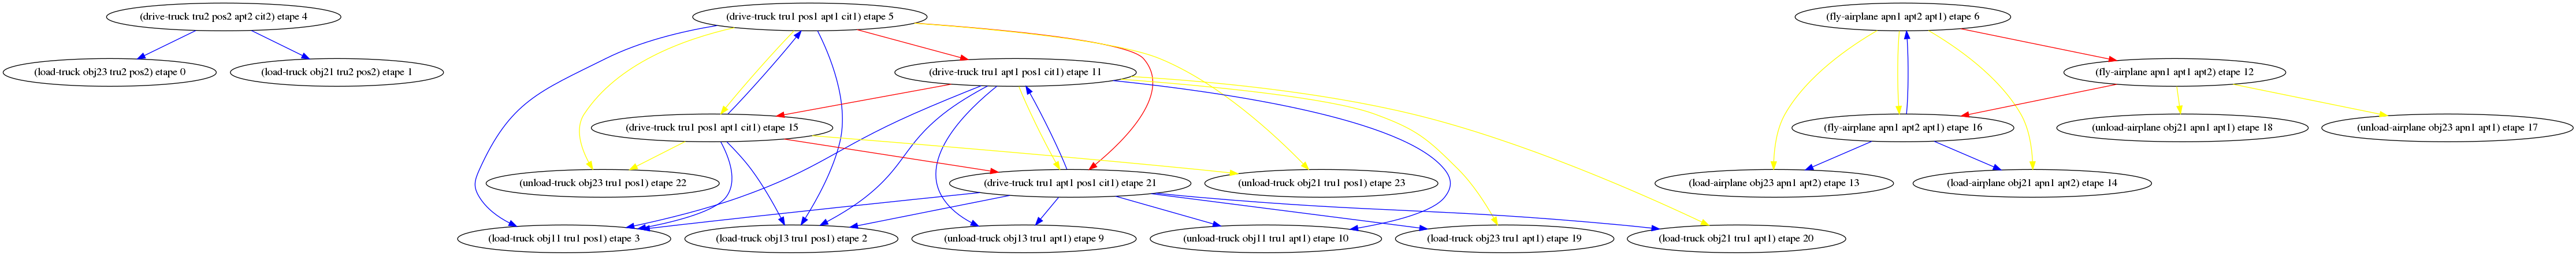 (drive-truck tru2 pos2 apt2 cit2) etape 4
(drive-truck tru1 pos1 apt1 cit1) etape 5
(fly-airplane apn1 apt2 apt1) etape 6
(load-truck obj23 tru2 pos2) etape 0
(load-truck obj21 tru2 pos2) etape 1
(drive-truck tru1 apt1 pos1 cit1) etape 11
(fly-airplane apn1 apt1 apt2) etape 12
(drive-truck tru1 pos1 apt1 cit1) etape 15
(fly-airplane apn1 apt2 apt1) etape 16
(unload-airplane obj21 apn1 apt1) etape 18
(unload-airplane obj23 apn1 apt1) etape 17
(unload-truck obj23 tru1 pos1) etape 22
(drive-truck tru1 apt1 pos1 cit1) etape 21
(unload-truck obj21 tru1 pos1) etape 23
(load-airplane obj23 apn1 apt2) etape 13
(load-airplane obj21 apn1 apt2) etape 14
(load-truck obj11 tru1 pos1) etape 3
(load-truck obj13 tru1 pos1) etape 2
(unload-truck obj13 tru1 apt1) etape 9
(unload-truck obj11 tru1 apt1) etape 10
(load-truck obj23 tru1 apt1) etape 19
(load-truck obj21 tru1 apt1) etape 20